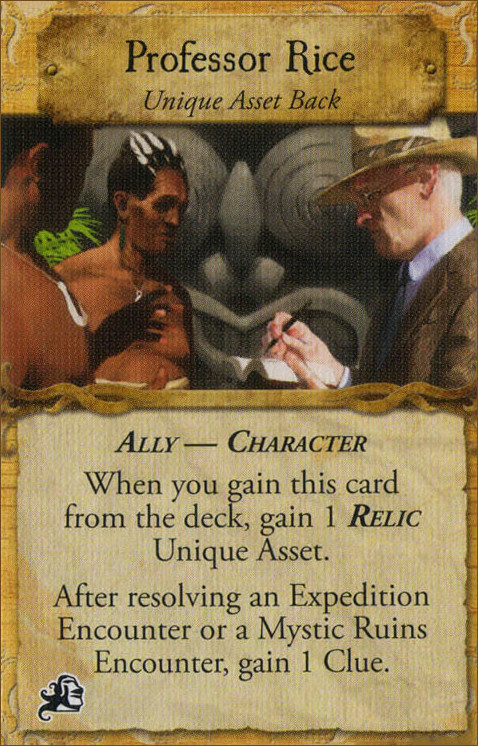 Professor Rice
Unique Asset Back
Ally — Character
When you gain this card
from the deck, gain 1 Relic
Unique Asset.
After resolving an Expedition
Encounter or a Mystic Ruins
Encounter, gain 1 Clue.